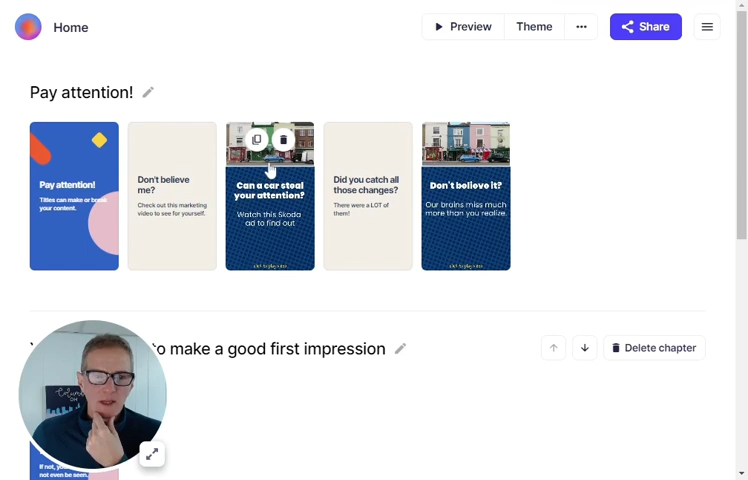 Home
Preview
Theme
Share
Pay attention!
Pay attention!
Titles can make or break
your content.
Don't believe
me?
Check out this marketing
video to see for yourself.
Can a car steal
your attention?
Watch this Škoda
ad to find out
Did you catch all
those changes?
There were a LOT of
them!
Don't believe it?
Our brains miss much
more than you realize.
to make a good first impression
Delete chapter
If not, yo
not even be seen.